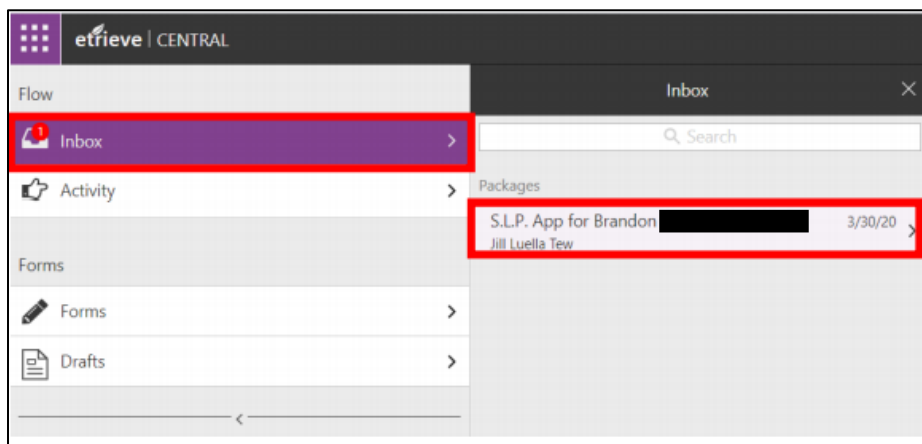 etrieve | CENTRAL
Flow
Inbox
×
1
Inbox
Search
Activity
Packages
S.L.P. App for Brandon
3/30/20
Jill Luella Tew
Forms
Forms
Drafts